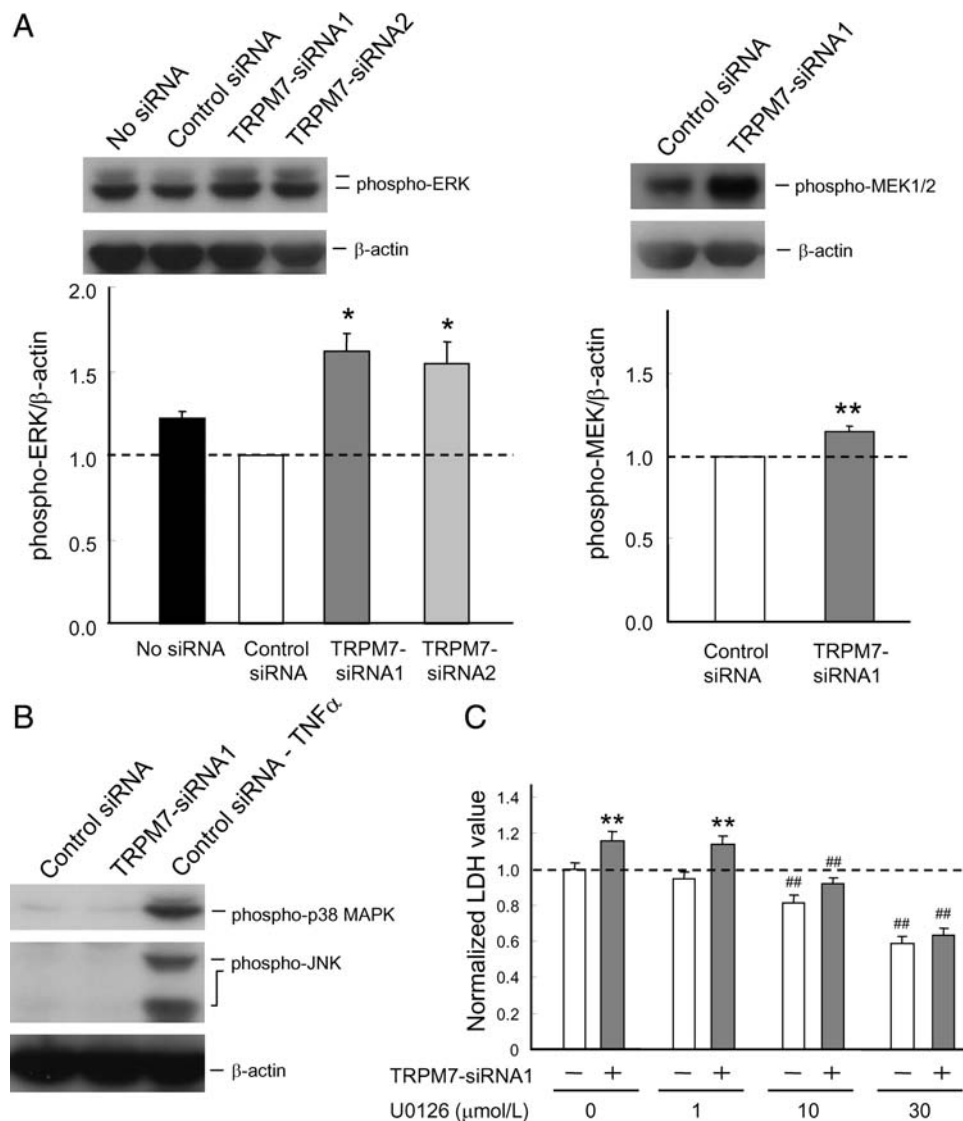 A
No siRNA
Control siRNA
TRPM7-siRNA1
TRPM7-siRNA2
phospho-ERK
β-actin
phospho-ERK/β-actin
2.0
1.5
1.0
0.5
0.0
*
*
No siRNA
Control
siRNA
TRPM7-
siRNA1
TRPM7-
siRNA2
Control siRNA
TRPM7-siRNA1
phospho-MEK1/2
β-actin
phospho-MEK/β-actin
1.5
1.0
1.5
0.0
**
Control
siRNA
TRPM7-
siRNA1
B
Control siRNA
TRPM7-siRNA1
Control siRNA - TNFα
phospho-p38 MAPK
phospho-JNK
β-actin
C
Normalized LDH value
1.4
1.2
1.0
0.8
0.6
0.4
0.2
0
**
**
##
##
##
##
TRPM7-siRNA1 − + − + − + − +
U0126 (μmol/L) 0 1 10 30